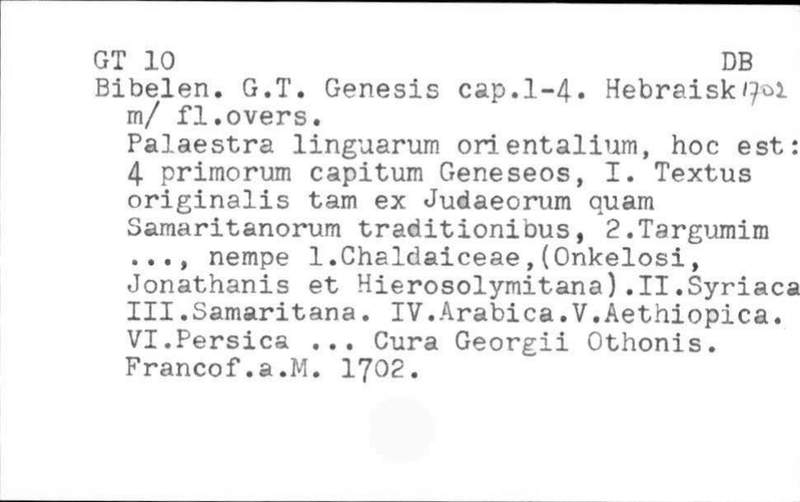 GT 10 DB
Bibelen. G.T. Genesis cap.1-4. Hebraisk 1702
m/ fl.overs.
Palaestra linguarum orientalium, hoc est:
4 primorum capitum Geneseos, I. Textus
originalis tam ex Judaeorum quam
Samaritanorum traditionibus, 2.Targumim
..., nempe 1.Chaldaiceae,(Onkelosi,
Jonathanis et Hierosolymitana).II.Syriaca
III.Samaritana. IV.Arabica.V.Aethiopica.
VI.Persica ... Cura Georgii Othonis.
Francof.a.M. 1702.